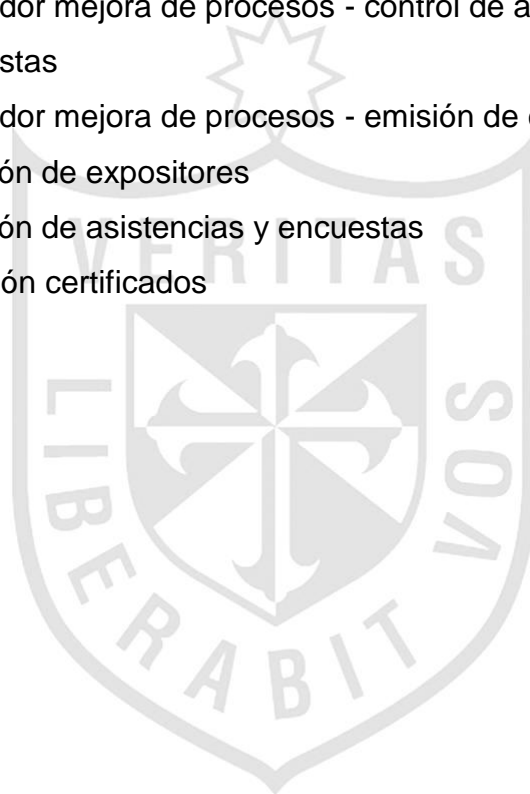 dor mejora de procesos - control de a
stas
dor mejora de procesos - emisión de
ón de expositores
ón de asistencias y encuestas
ón certificados
VERITAS
LIBERABIT
VOS